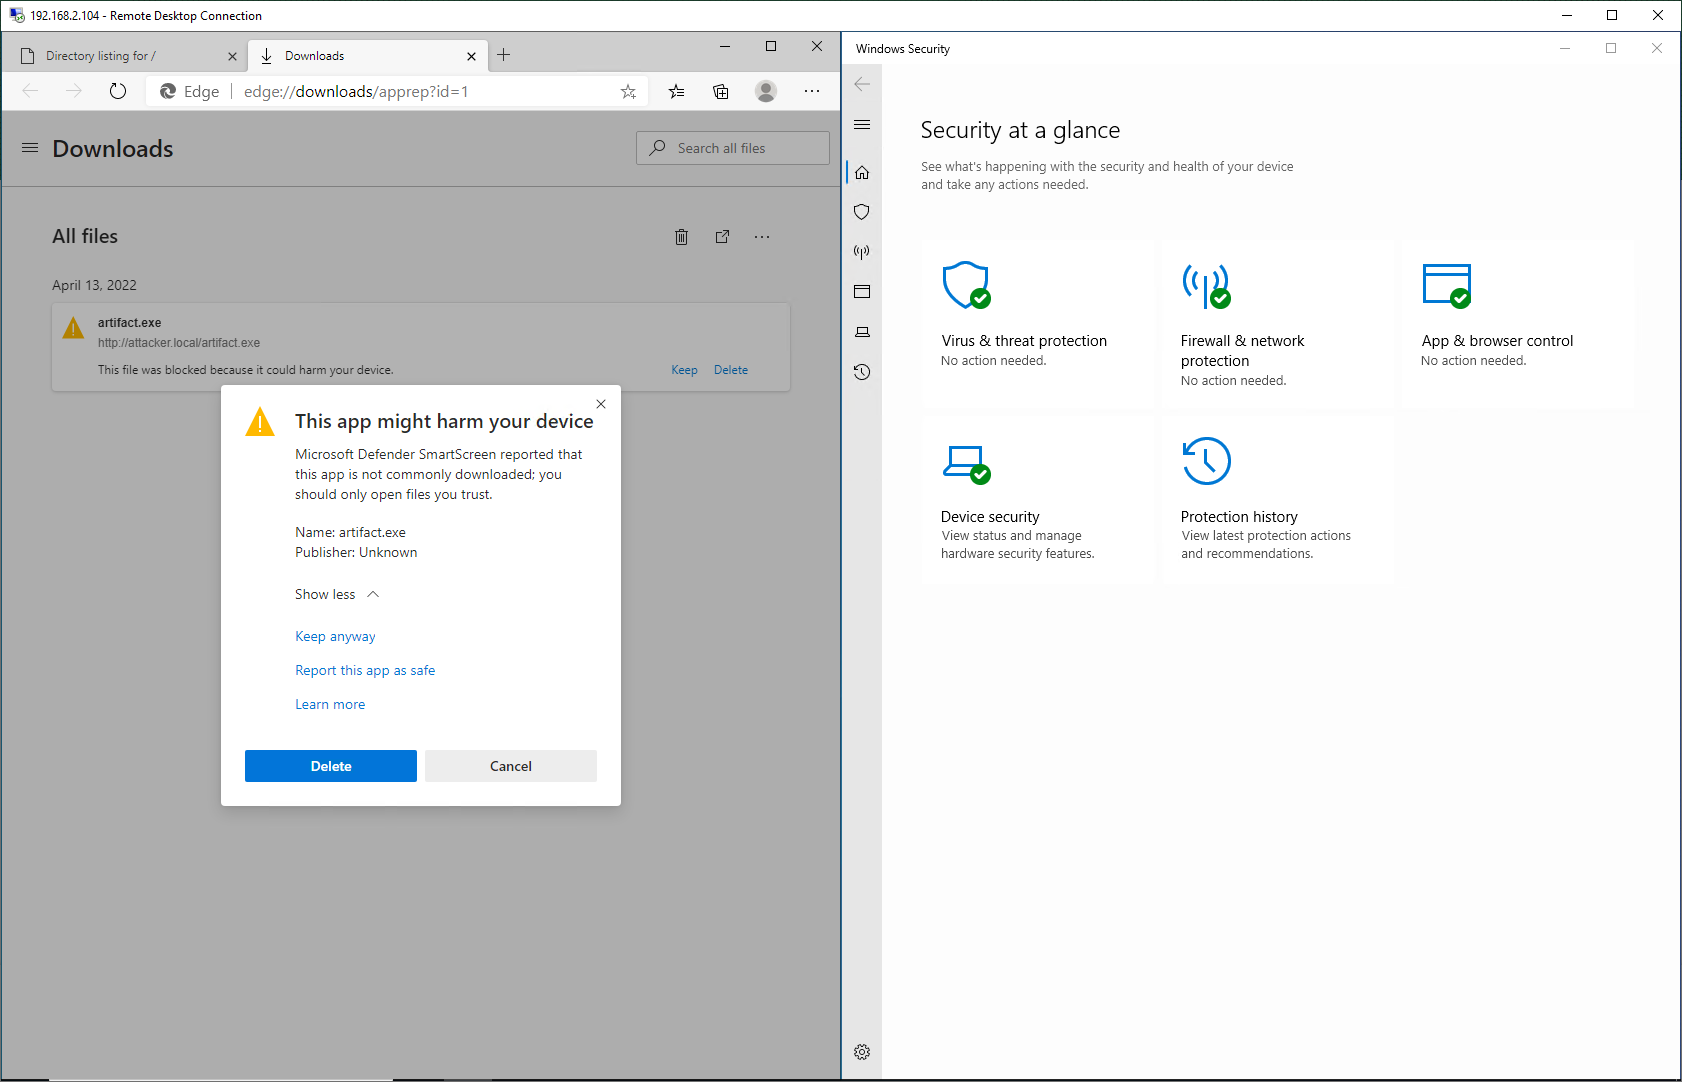 192.168.2.104 - Remote Desktop Connection
Directory listing for /
Downloads
Edge
edge://downloads/apprep?id=1
Downloads
Search all files
All files
April 13, 2022
artifact.exe
http://attacker.local/artifact.exe
This file was blocked because it could harm your device.
Keep
Delete
This app might harm your device
Microsoft Defender SmartScreen reported that
this app is not commonly downloaded; you
should only open files you trust.
Name: artifact.exe
Publisher: Unknown
Show less
Keep anyway
Report this app as safe
Learn more
Delete
Cancel
Windows Security
Security at a glance
See what's happening with the security and health of your device
and take any actions needed.
Virus & threat protection
No action needed.
Firewall & network
protection
No action needed.
App & browser control
No action needed.
Device security
View status and manage
hardware security features.
Protection history
View latest protection actions
and recommendations.